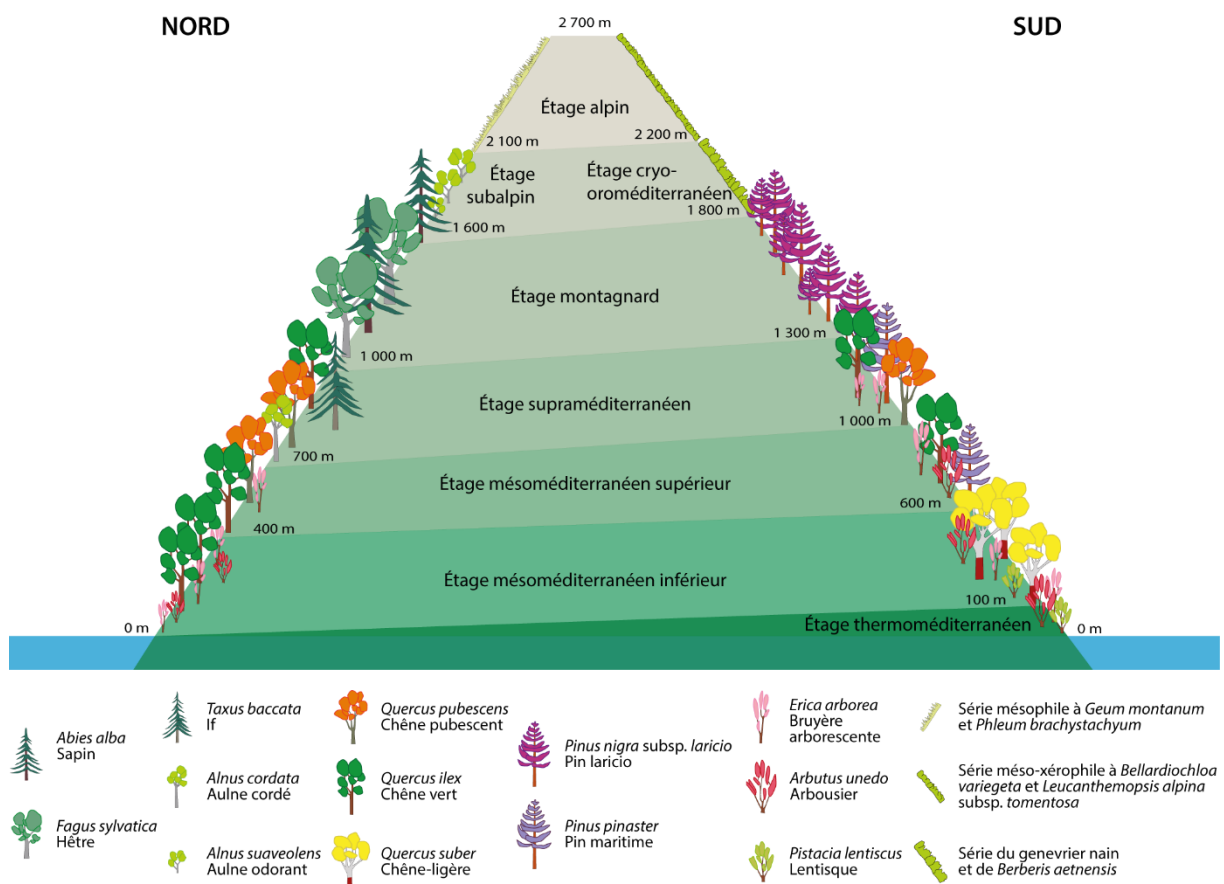 NORD
SUD
2 700 m
Étage alpin
2 100 m
2 200 m
Étage
subalpin
Étage cryo-
oroméditerranéen
1 600 m
1 800 m
Étage montagnard
1 000 m
1 300 m
Étage supraméditerranéen
700 m
1 000 m
Étage mésoméditerranéen supérieur
400 m
600 m
Étage mésoméditerranéen inférieur
100 m
0 m
Étage thermoméditerranéen
0 m
Abies alba
Sapin
Fagus sylvatica
Hêtre
Taxus baccata
If
Alnus cordata
Aulne cordé
Alnus suaveolens
Aulne odorant
Quercus pubescens
Chêne pubescent
Quercus ilex
Chêne vert
Quercus suber
Chêne-ligère
Pinus nigra subsp. laricio
Pin laricio
Pinus pinaster
Pin maritime
Erica arborea
Bruyère
arborescente
Arbutus unedo
Arbousier
Pistacia lentiscus
Lentisque
Série mésophile à Geum montanum
et Phleum brachystachyum
Série méso-xérophile à Bellardiochloa
variegeta et Leucanthemopsis alpina
subsp. tomentosa
Série du genevrier nain
et de Berberis aetnensis